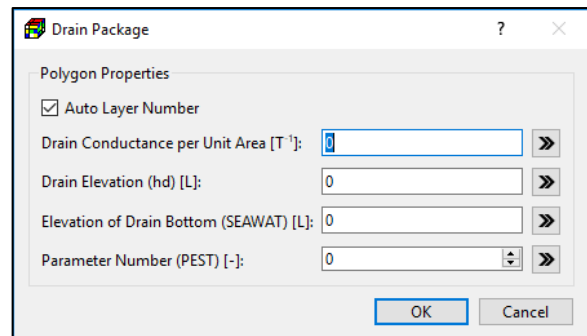 Drain Package ?
Polygon Properties
Auto Layer Number
Drain Conductance per Unit Area [T⁻¹]: 0
Drain Elevation (hd) [L]: 0
Elevation of Drain Bottom (SEAWAT) [L]: 0
Parameter Number (PEST) [-]: 0
OK Cancel